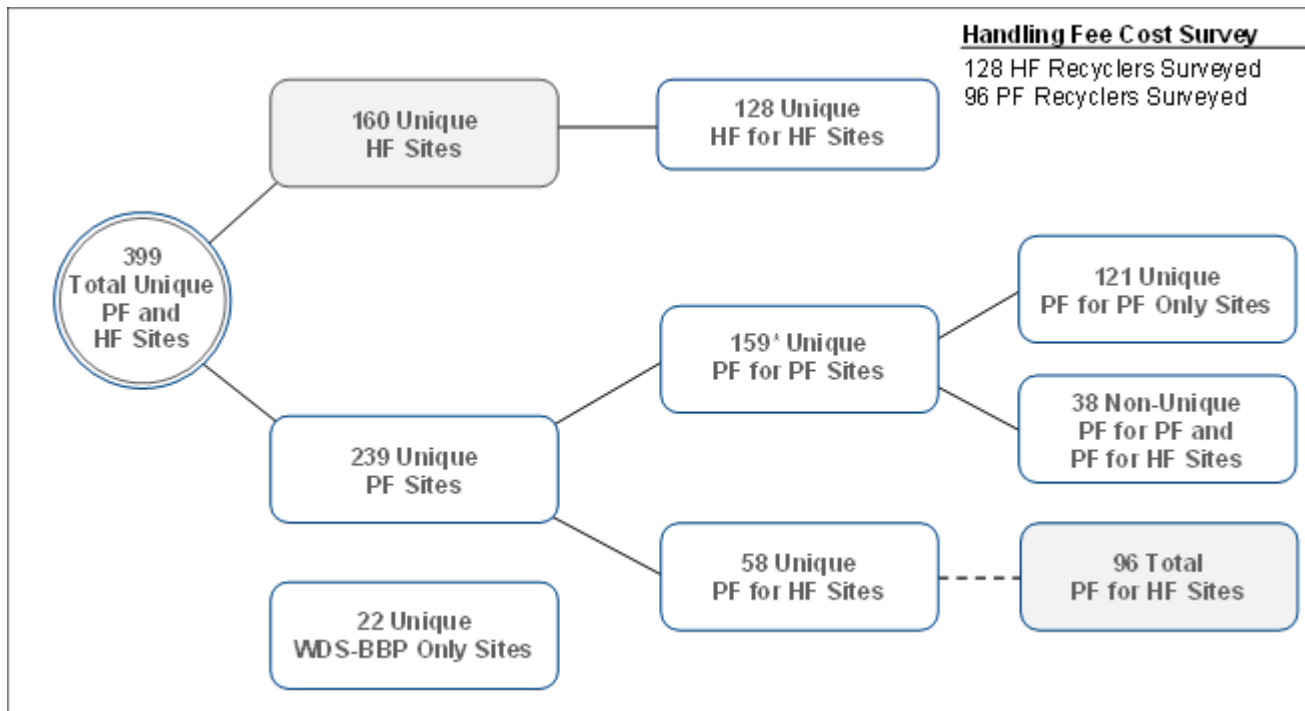 Handling Fee Cost Survey
128 HF Recyclers Surveyed
96 PF Recyclers Surveyed
160 Unique
HF Sites
128 Unique
HF for HF Sites
399
Total Unique
PF and
HF Sites
121 Unique
PF for PF Only Sites
159* Unique
PF for PF Sites
38 Non-Unique
PF for PF and
PF for HF Sites
239 Unique
PF Sites
58 Unique
PF for HF Sites
96 Total
PF for HF Sites
22 Unique
WDS-BBP Only Sites